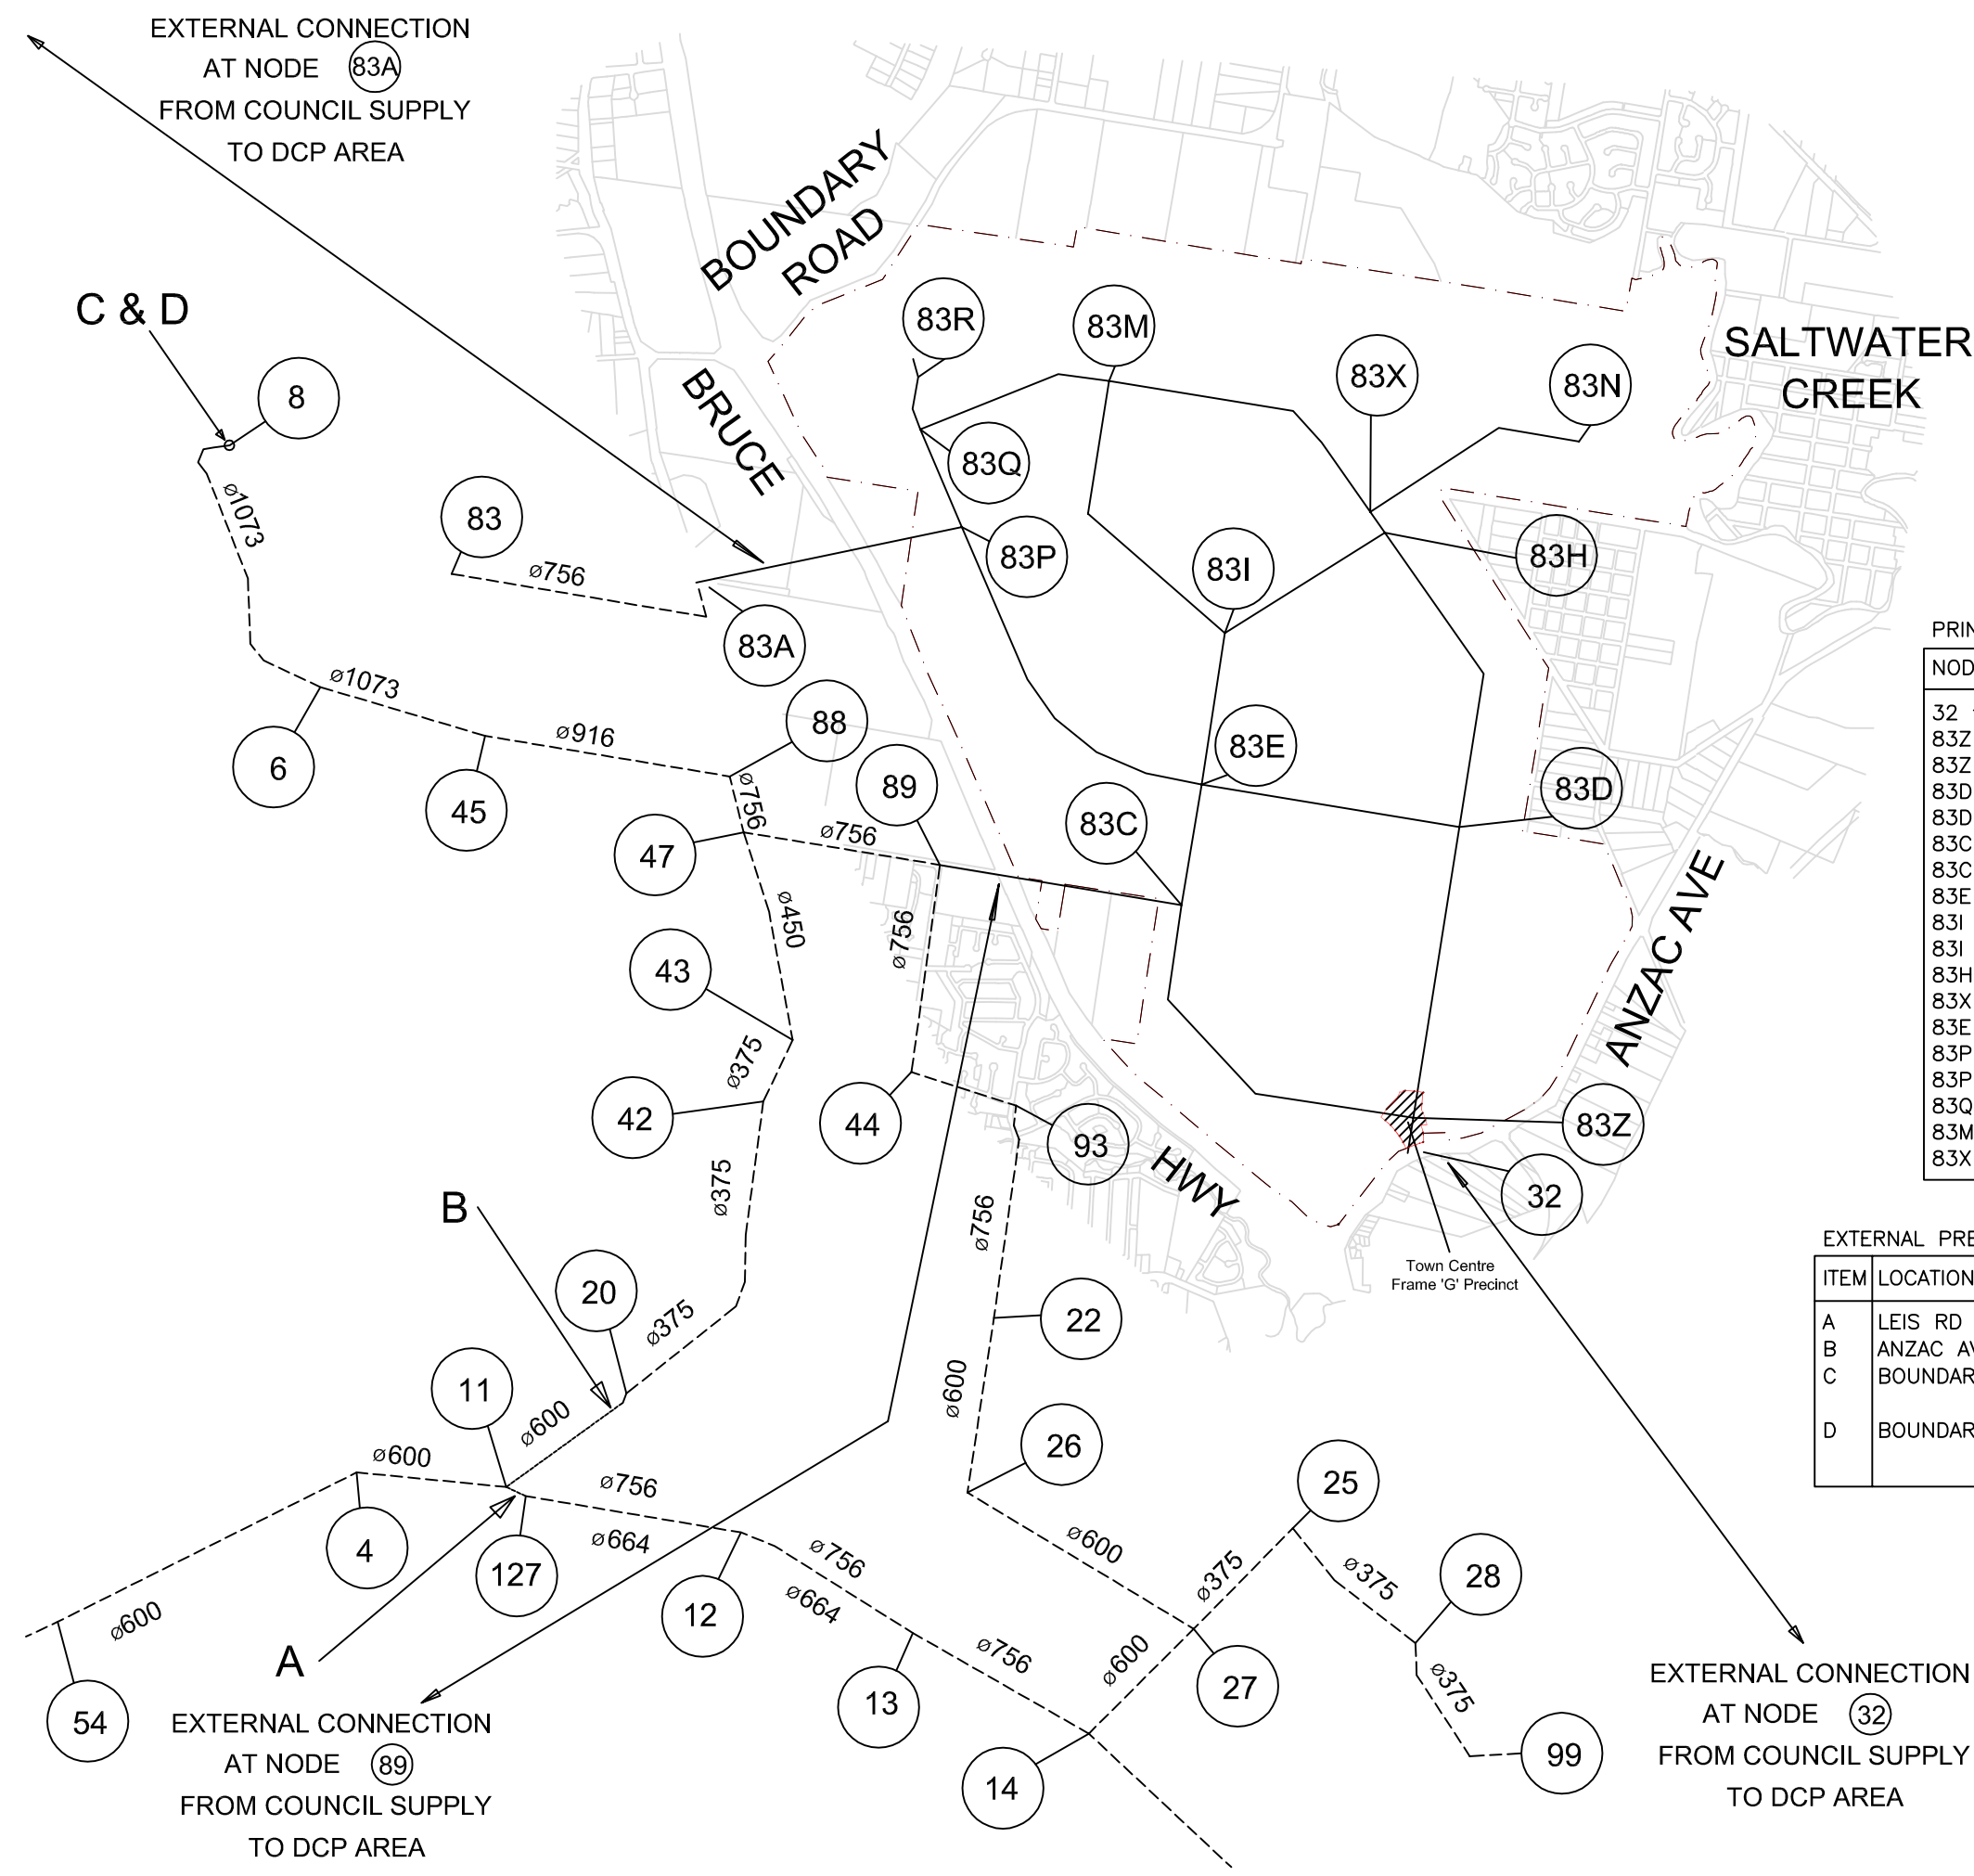 EXTERNAL CONNECTION
AT NODE 83A
FROM COUNCIL SUPPLY
TO DCP AREA
BOUNDARY
ROAD
C & D
8
ø1073
83
ø756
83A
BRUCE
83R
83M
83X
83N
SALTWATER
CREEK
83Q
83P
83I
83H
ø1073
6
45
ø916
88
ø756
47
ø756
89
83E
83C
83D
ø450
ø756
43
ø375
42
44
93
ANZAC AVE
HWY
83Z
32
Town Centre
Frame 'G' Precinct
ø375
B
20
ø375
ø756
22
ø600
11
ø600
26
ø600
4
127
ø756
ø664
12
ø756
ø664
13
ø756
14
ø600
ø600
27
ø375
25
ø375
28
ø375
99
ø600
54
A
EXTERNAL CONNECTION
AT NODE 89
FROM COUNCIL SUPPLY
TO DCP AREA
EXTERNAL CONNECTION
AT NODE 32
FROM COUNCIL SUPPLY
TO DCP AREA
32
83Z
83Z
83D
83D
83C
83C
83E
83I
83I
83H
83X
83E
83P
83P
83Q
83M
83X
EXTERNAL
ITEM LOCATION
A LEIS RD
B ANZAC
C
D